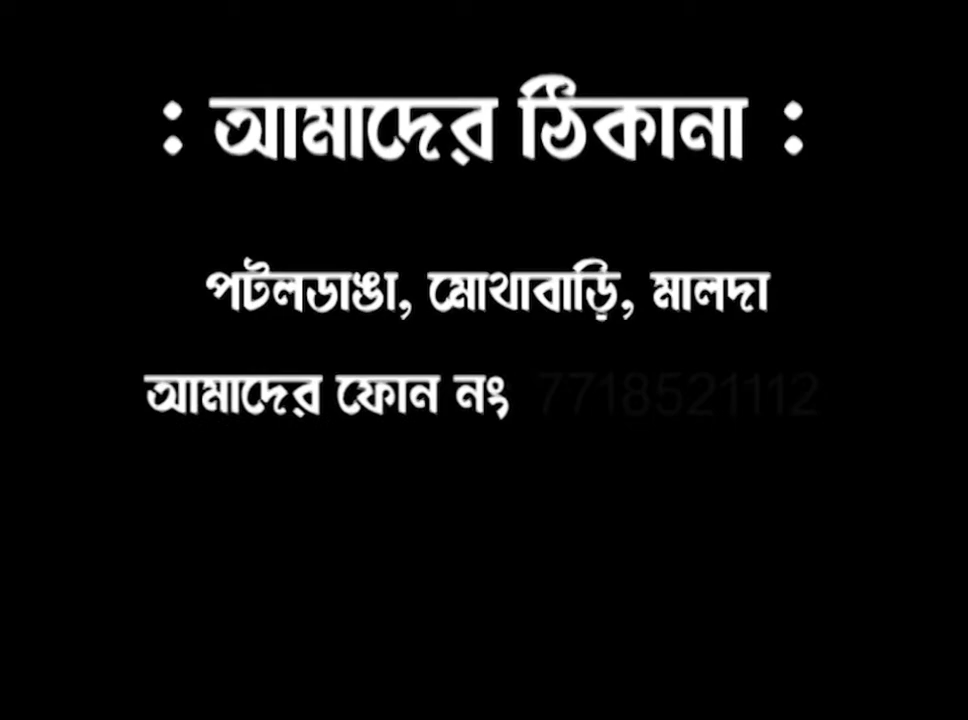 : আমাদের ঠিকানা :
পটলডাঙা, মোথাবাড়ি, মালদা
আমাদের ফোন নং 7718521112